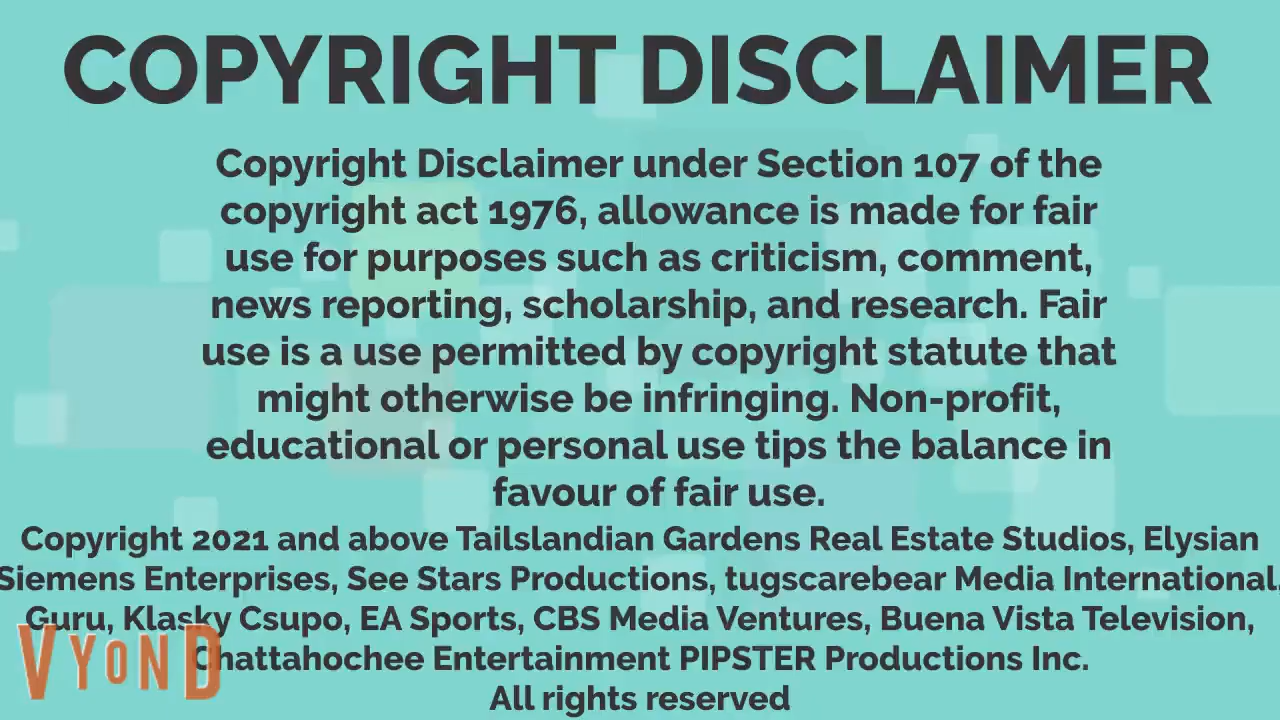 COPYRIGHT DISCLAIMER
Copyright Disclaimer under Section 107 of the
copyright act 1976, allowance is made for fair
use for purposes such as criticism, comment,
news reporting, scholarship, and research. Fair
use is a use permitted by copyright statute that
might otherwise be infringing. Non-profit,
educational or personal use tips the balance in
favour of fair use.
Copyright 2021 and above Tailslandian Gardens Real Estate Studios, Elysian
Siemens Enterprises, See Stars Productions, tugscarebear Media International,
Guru, Klasky Csupo, EA Sports, CBS Media Ventures, Buena Vista Television,
Chattahochee Entertainment PIPSTER Productions Inc.
All rights reserved
VYOND